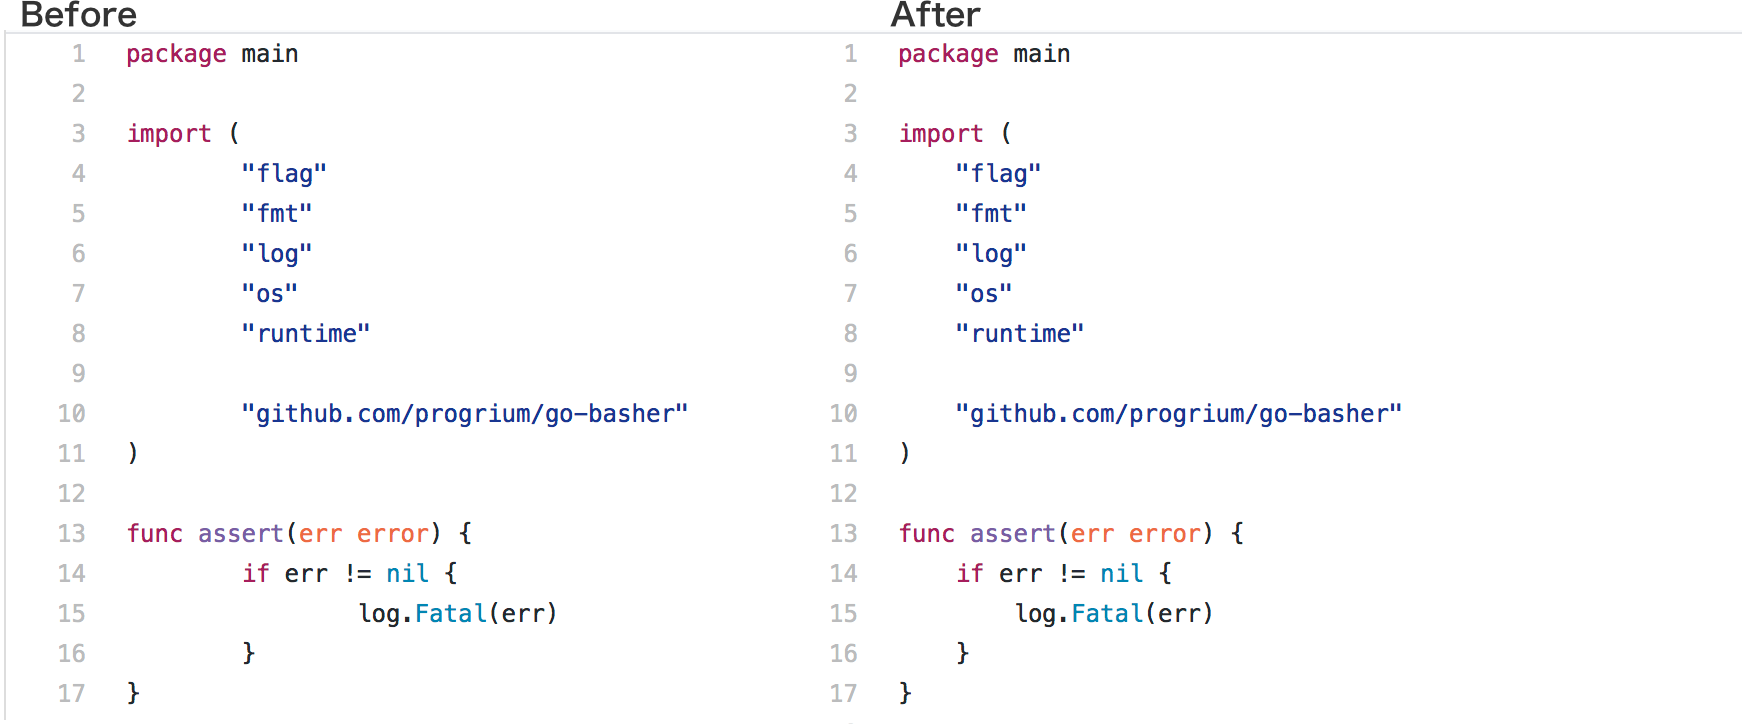 Before
1 package main
2
3 import (
4         "flag"
5         "fmt"
6         "log"
7         "os"
8         "runtime"
9
10         "github.com/progrium/go-basher"
11 )
12
13 func assert(err error) {
14         if err != nil {
15                 log.Fatal(err)
16         }
17 }
After
1 package main
2
3 import (
4     "flag"
5     "fmt"
6     "log"
7     "os"
8     "runtime"
9
10     "github.com/progrium/go-basher"
11 )
12
13 func assert(err error) {
14     if err != nil {
15         log.Fatal(err)
16     }
17 }